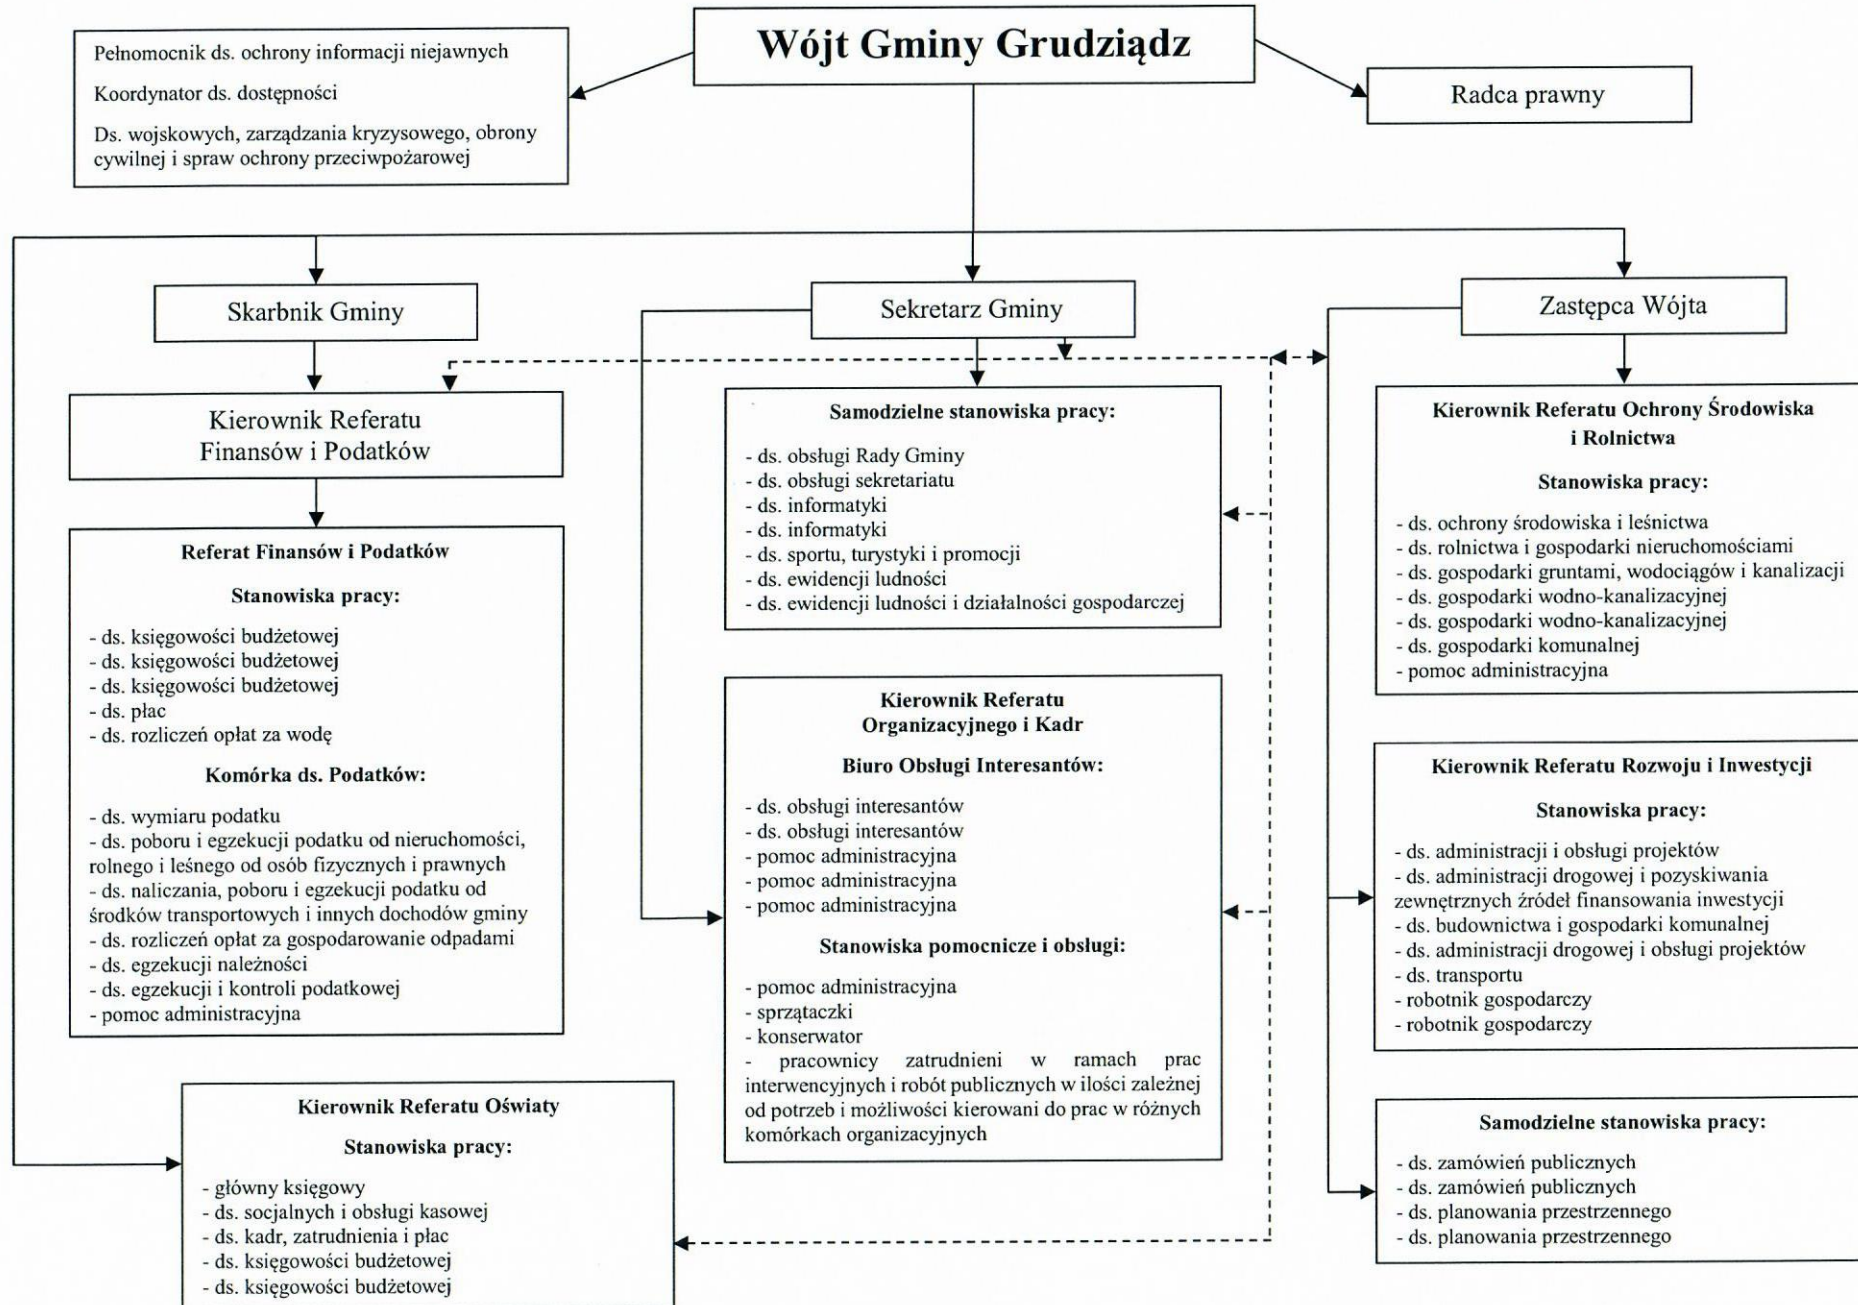 Wójt Gminy Grudziądz
Pełnomocnik ds. ochrony informacji niejawnych
Koordynator ds. dostępności
Ds. wojskowych, zarządzania kryzysowego, obrony
cywilnej i spraw ochrony przeciwpożarowej
Radca prawny
Skarbnik Gminy
Sekretarz Gminy
Zastępca Wójta
Kierownik Referatu
Finansów i Podatków
Referat Finansów i Podatków
Stanowiska pracy:
- ds. księgowości budżetowej
- ds. księgowości budżetowej
- ds. księgowości budżetowej
- ds. płac
- ds. rozliczeń opłat za wodę
Komórka ds. Podatków:
- ds. wymiaru podatku
- ds. poboru i egzekucji podatku od nieruchomości,
rolnego i leśnego od osób fizycznych i prawnych
- ds. naliczania, poboru i egzekucji podatku od
środków transportowych i innych dochodów gminy
- ds. rozliczeń opłat za gospodarowanie odpadami
- ds. egzekucji należności
- ds. egzekucji i kontroli podatkowej
- pomoc administracyjna
Kierownik Referatu Oświaty
Stanowiska pracy:
- główny księgowy
- ds. socjalnych i obsługi kasowej
- ds. kadr, zatrudnienia i płac
- ds. księgowości budżetowej
- ds. księgowości budżetowej
Samodzielne stanowiska pracy:
- ds. obsługi Rady Gminy
- ds. obsługi sekretariatu
- ds. informatyki
- ds. informatyki
- ds. sportu, turystyki i promocji
- ds. ewidencji ludności
- ds. ewidencji ludności i działalności gospodarczej
Kierownik Referatu
Organizacyjnego i Kadr
Biuro Obsługi Interesantów:
- ds. obsługi interesantów
- ds. obsługi interesantów
- pomoc administracyjna
- pomoc administracyjna
- pomoc administracyjna
Stanowiska pomocnicze i obsługi:
- pomoc administracyjna
- sprzątaczki
- konserwator
- pracownicy zatrudnieni w ramach prac
interwencyjnych i robót publicznych w ilości zależnej
od potrzeb i możliwości kierowani do prac w różnych
komórkach organizacyjnych
Kierownik Referatu Ochrony Środowiska
i Rolnictwa
Stanowiska pracy:
- ds. ochrony środowiska i leśnictwa
- ds. rolnictwa i gospodarki nieruchomościami
- ds. gospodarki gruntami, wodociągów i kanalizacji
- ds. gospodarki wodno-kanalizacyjnej
- ds. gospodarki wodno-kanalizacyjnej
- ds. gospodarki komunalnej
- pomoc administracyjna
Kierownik Referatu Rozwoju i Inwestycji
Stanowiska pracy:
- ds. administracji i obsługi projektów
- ds. administracji drogowej i pozyskiwania
zewnętrznych źródeł finansowania inwestycji
- ds. budownictwa i gospodarki komunalnej
- ds. administracji drogowej i obsługi projektów
- ds. transportu
- robotnik gospodarczy
- robotnik gospodarczy
Samodzielne stanowiska pracy:
- ds. zamówień publicznych
- ds. zamówień publicznych
- ds. planowania przestrzennego
- ds. planowania przestrzennego